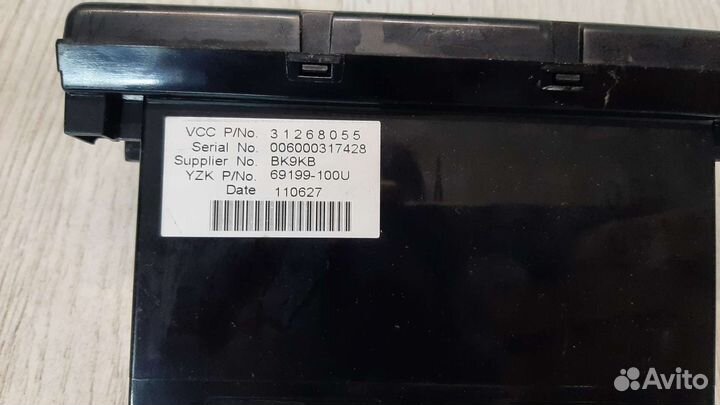 VCC P/No. 31268055
Serial No. 006000317428
Supplier No. BK9KB
YZK P/No. 69199-100U
Date 110627
Avito